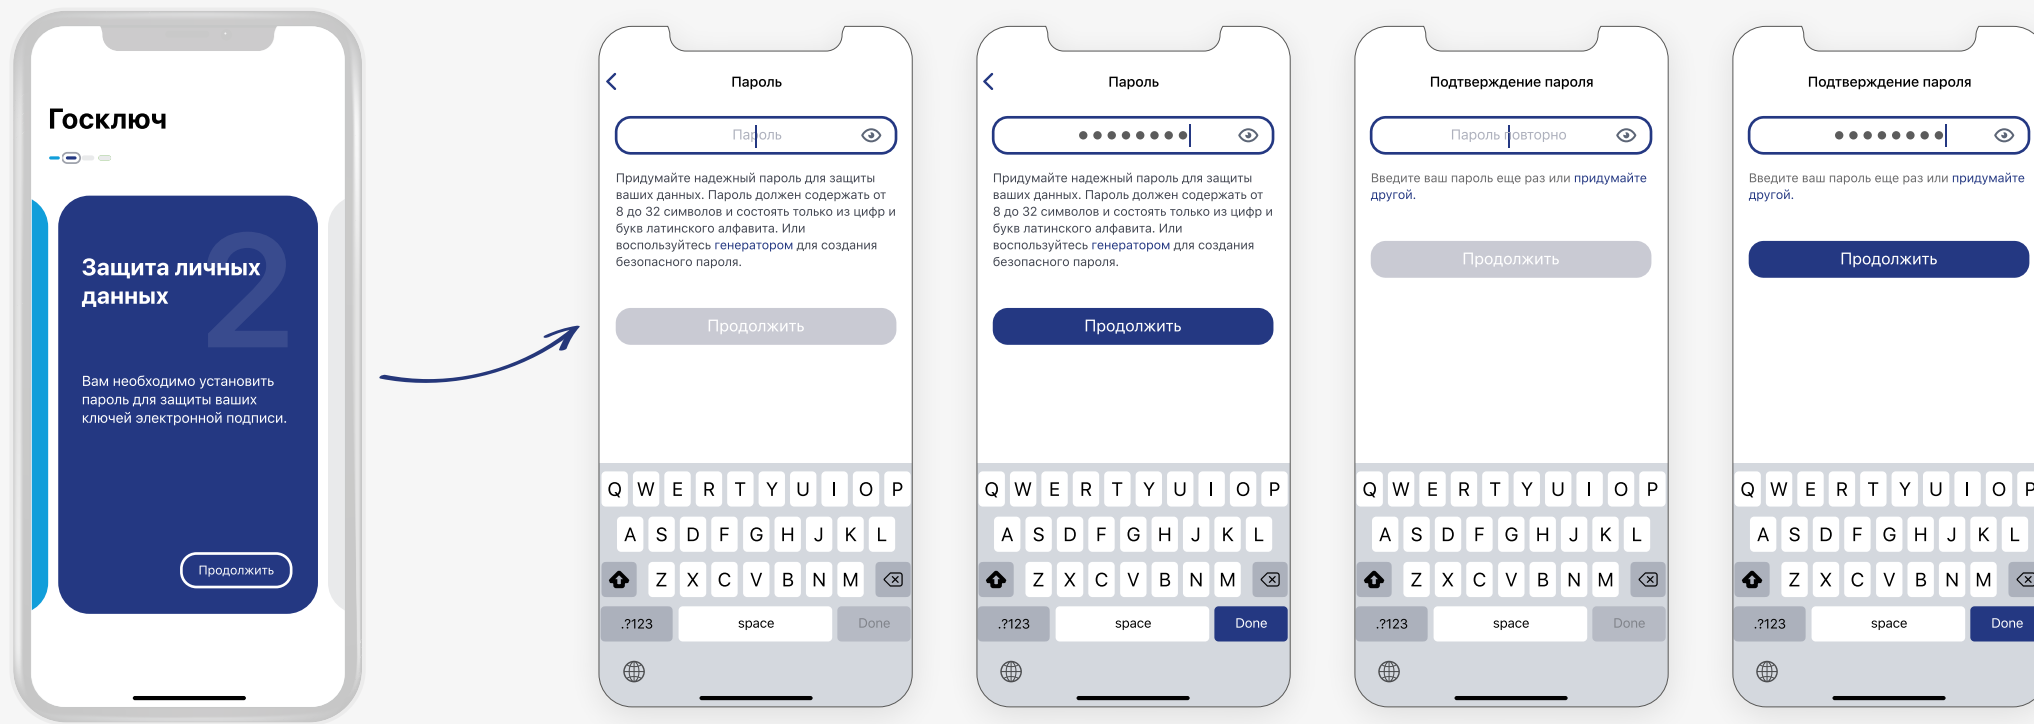 Госключ
2
Защита личных
данных
Вам необходимо установить
пароль для защиты ваших
ключей электронной подписи.
Продолжить
Пароль
Пароль
Придумайте надежный пароль для защиты
ваших данных. Пароль должен содержать от
8 до 32 символов и состоять только из цифр и
букв латинского алфавита. Или
воспользуйтесь генератором для создания
безопасного пароля.
Продолжить
Q W E R T Y U I O P
A S D F G H J K L
Z X C V B N M
.?123 space Done
Пароль
Придумайте надежный пароль для защиты
ваших данных. Пароль должен содержать от
8 до 32 символов и состоять только из цифр и
букв латинского алфавита. Или
воспользуйтесь генератором для создания
безопасного пароля.
Продолжить
Q W E R T Y U I O P
A S D F G H J K L
Z X C V B N M
.?123 space Done
Подтверждение пароля
Пароль повторно
Введите ваш пароль еще раз или придумайте
другой.
Продолжить
Q W E R T Y U I O P
A S D F G H J K L
Z X C V B N M
.?123 space Done
Подтверждение пароля
Введите ваш пароль еще раз или придумайте
другой.
Продолжить
Q W E R T Y U I O P
A S D F G H J K L
Z X C V B N M
.?123 space Done